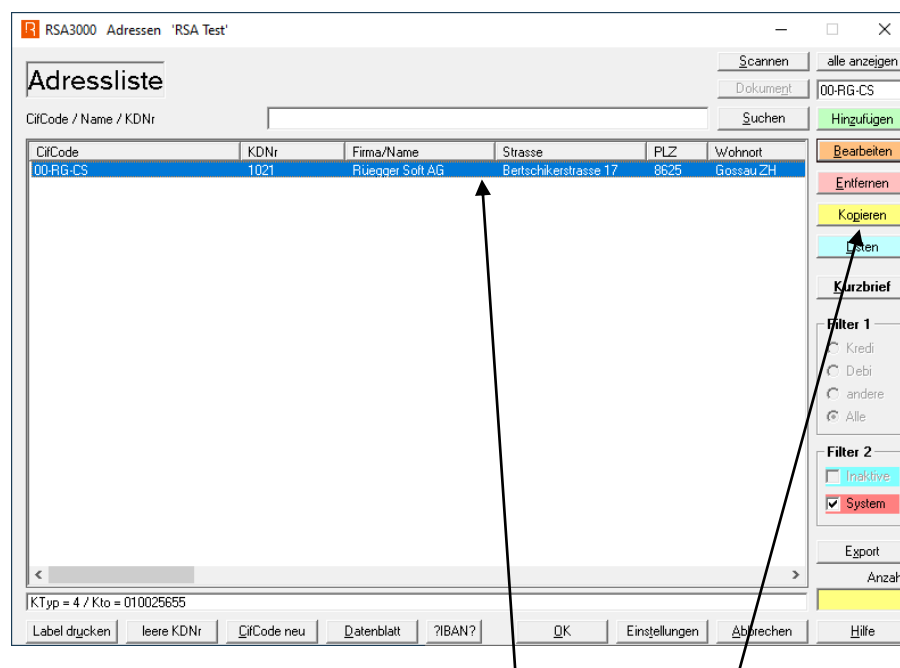 RSA3000 Adressen 'RSA Test'
Adressliste
Scannen
alle anzeigen
Dokument
00-RG-CS
CifCode / Name / KDNr
Suchen
Hinzufügen
CifCode KDNr Firma/Name Strasse PLZ Wohnort
00-RG-CS 1021 Rüegger Soft AG Bertschikerstrasse 17 8625 Gossau ZH
Bearbeiten
Entfernen
Kopieren
Listen
Kurzbrief
Filter 1
Kredi
Debi
andere
Alle
Filter 2
Inaktive
System
Export
Anzah
KTyp = 4 / Kto = 010025655
Label drucken leere KDNr CifCode neu Datenblatt ?IBAN? OK Einstellungen Abbrechen Hilfe